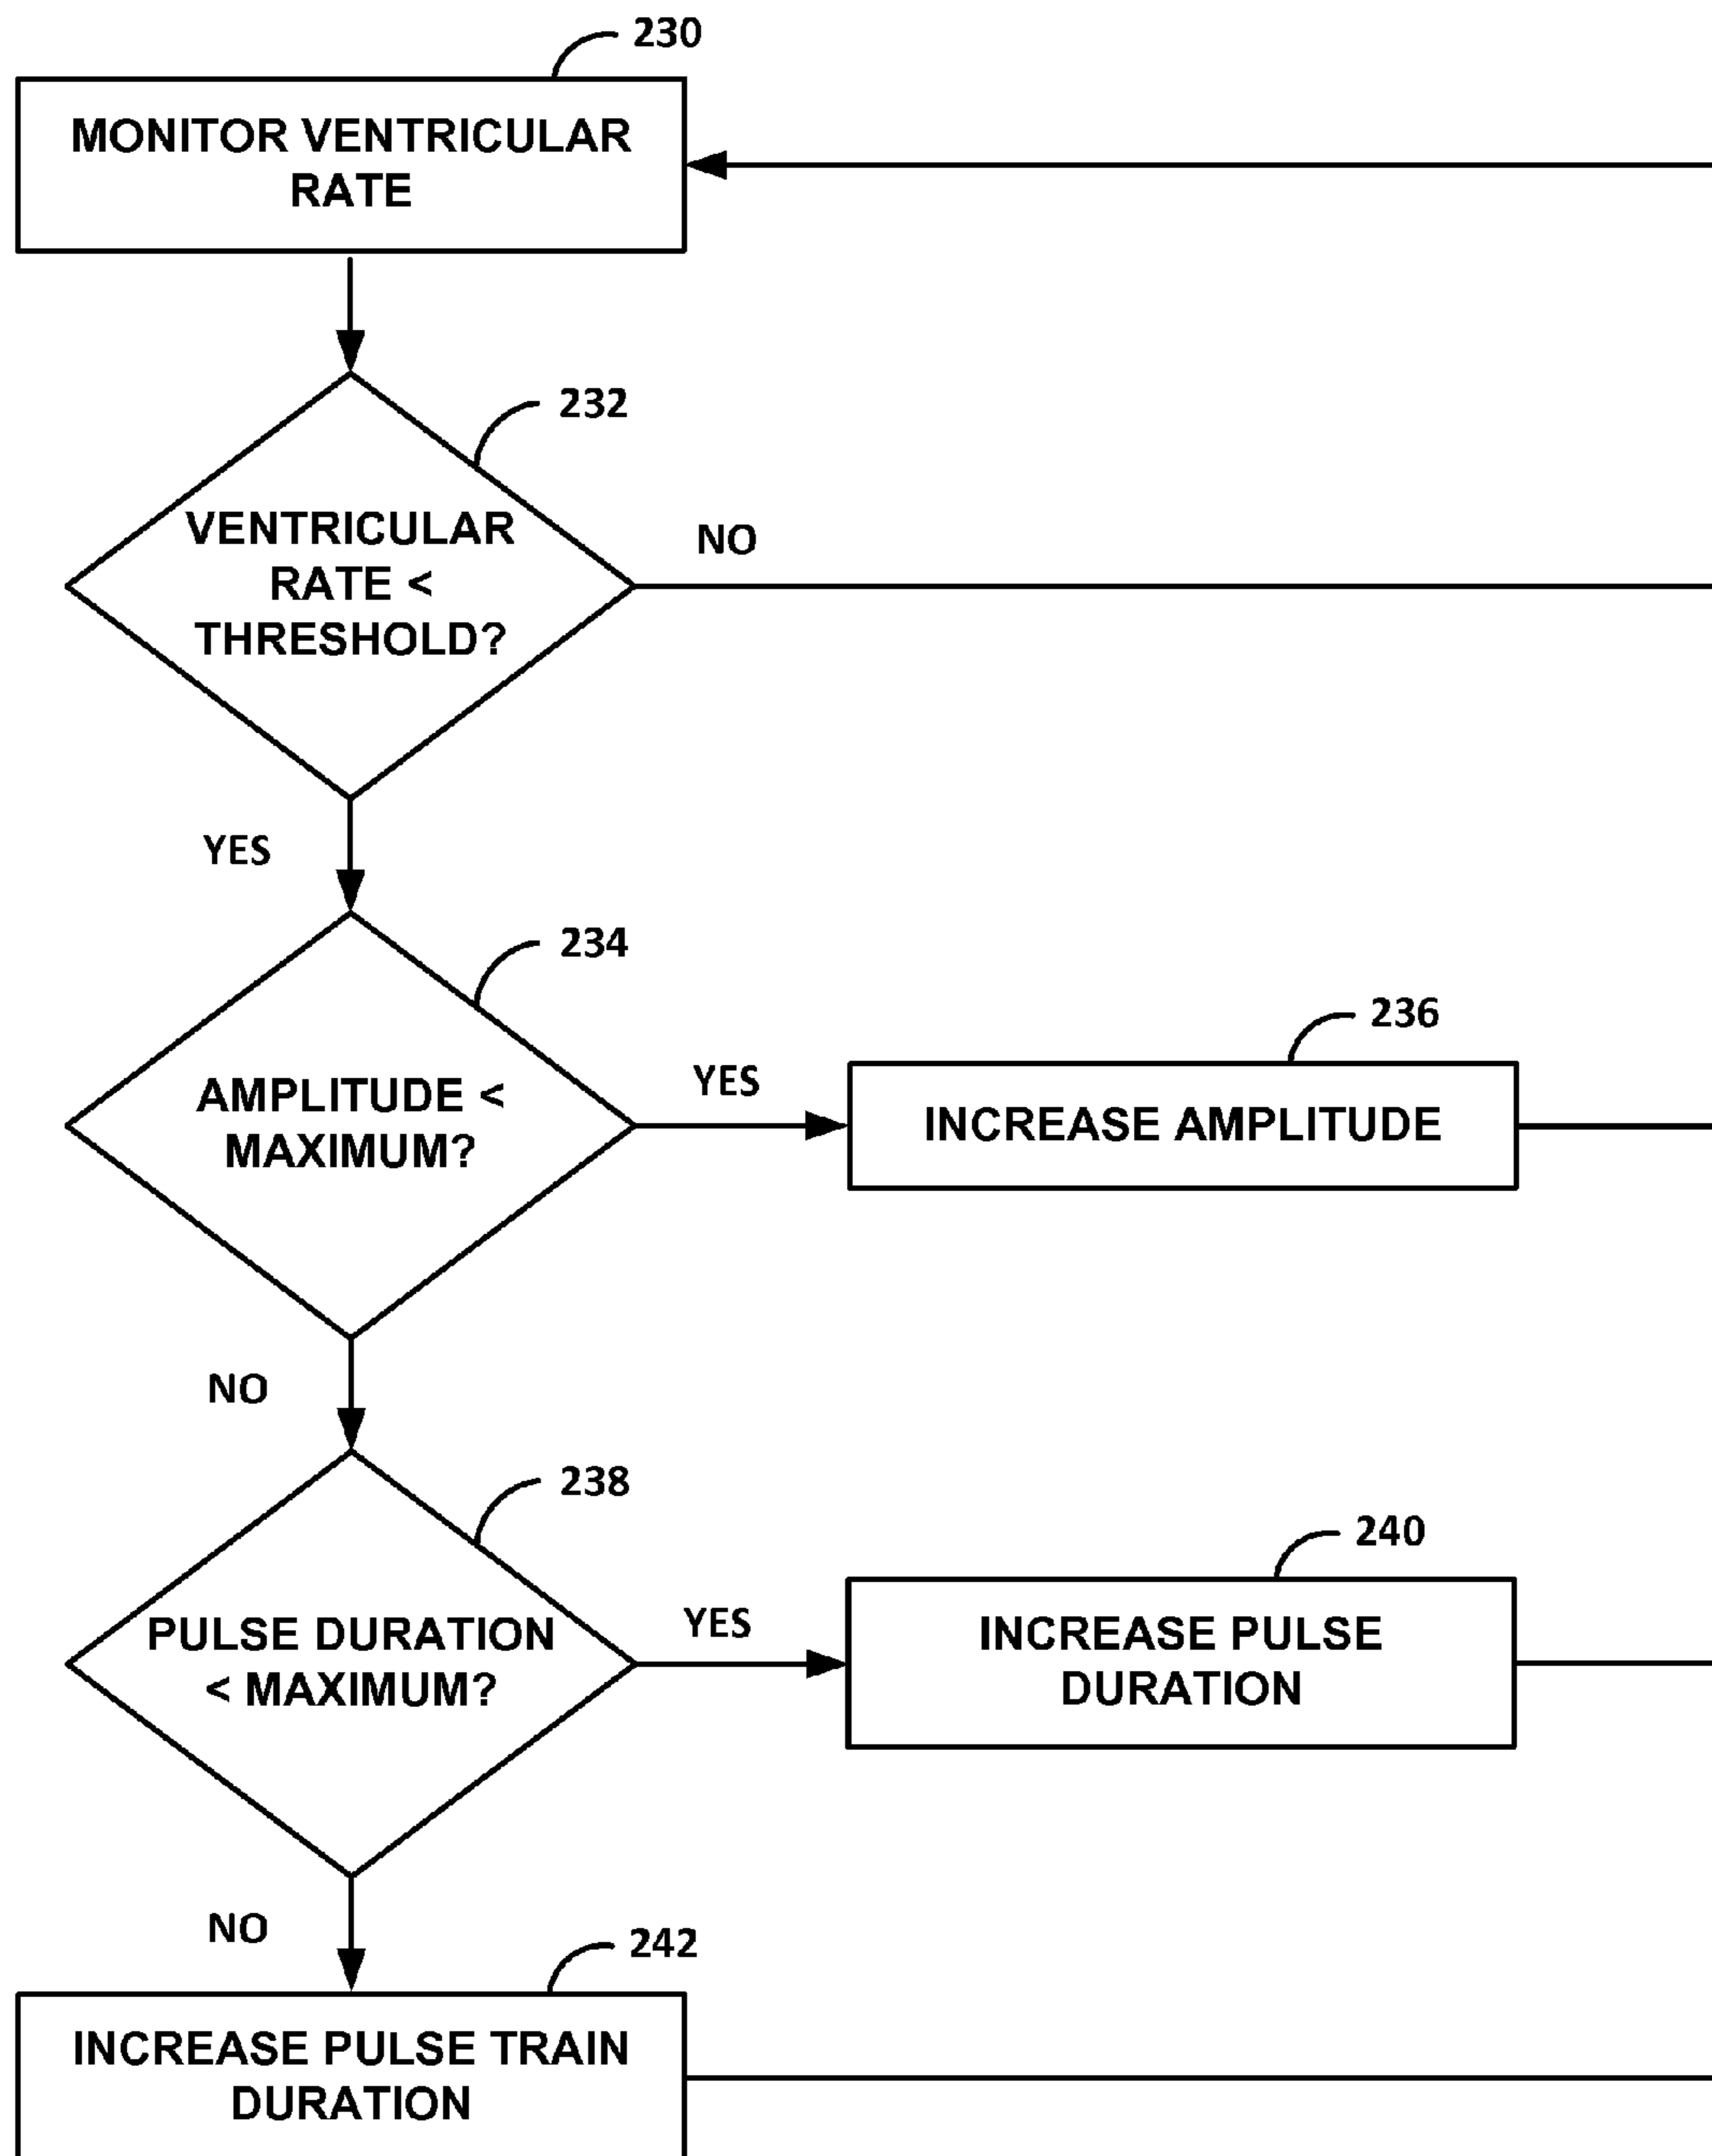 230
MONITOR VENTRICULAR
RATE
232
VENTRICULAR
RATE <
THRESHOLD?
NO
YES
234
AMPLITUDE <
MAXIMUM?
YES
236
INCREASE AMPLITUDE
NO
238
PULSE DURATION
< MAXIMUM?
YES
240
INCREASE PULSE
DURATION
NO
242
INCREASE PULSE TRAIN
DURATION